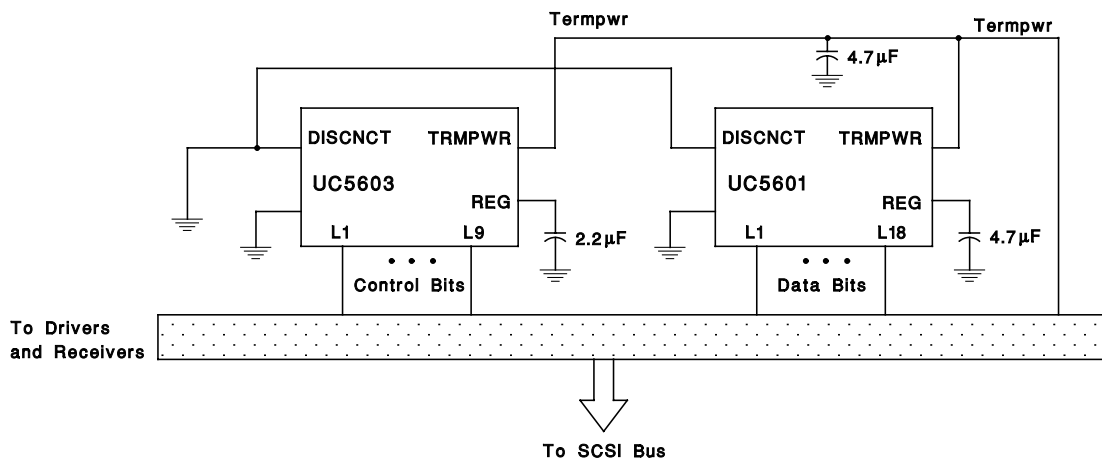 Termpwr
Termpwr
4.7µF
DISCNCT TRMPWR
UC5603
REG
L1 L9
2.2µF
• • •
Control Bits
DISCNCT TRMPWR
UC5601
REG
L1 L18
4.7µF
• • •
Data Bits
To Drivers
and Receivers
To SCSI Bus